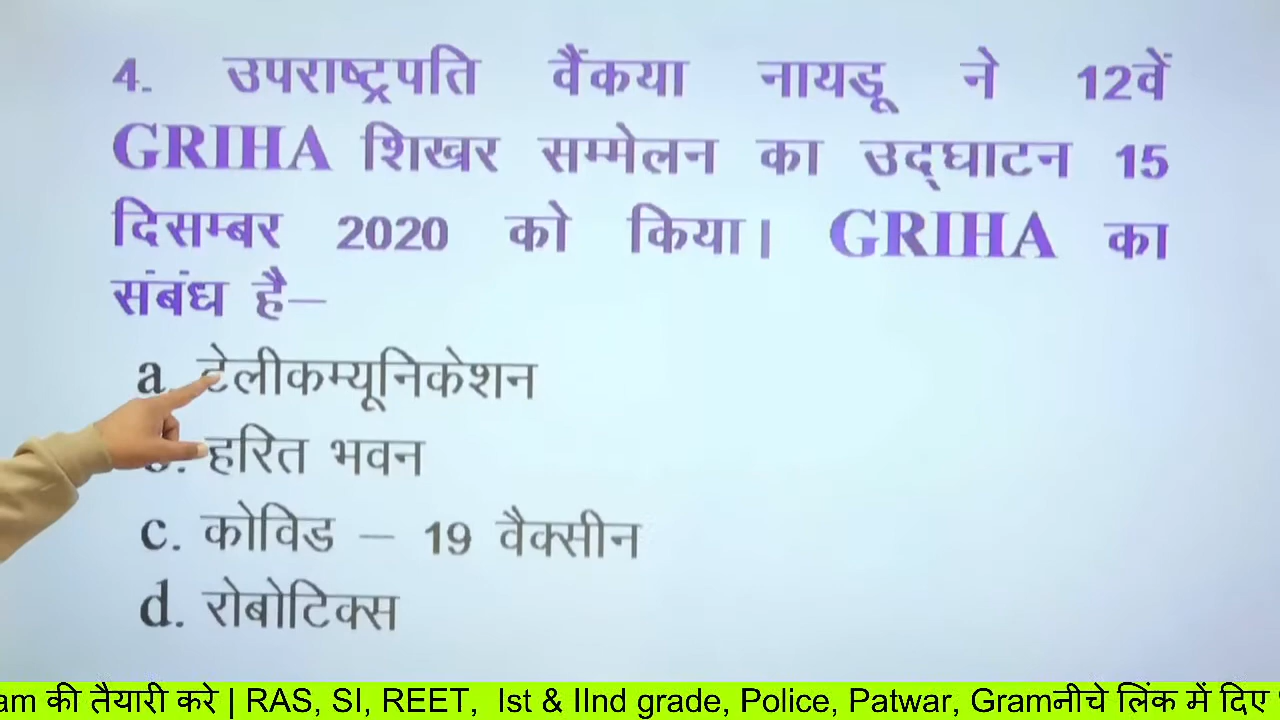 4. उपराष्ट्रपति वैंकया नायडू ने 12वें
GRIHA शिखर सम्मेलन का उद्घाटन 15
दिसम्बर 2020 को किया। GRIHA का
संबंध है–
a. टेलीकम्यूनिकेशन
b. हरित भवन
c. कोविड – 19 वैक्सीन
d. रोबोटिक्स
am की तैयारी करे | RAS, SI, REET, Ist & IInd grade, Police, Patwar, Gramनीचे लिंक में दिए